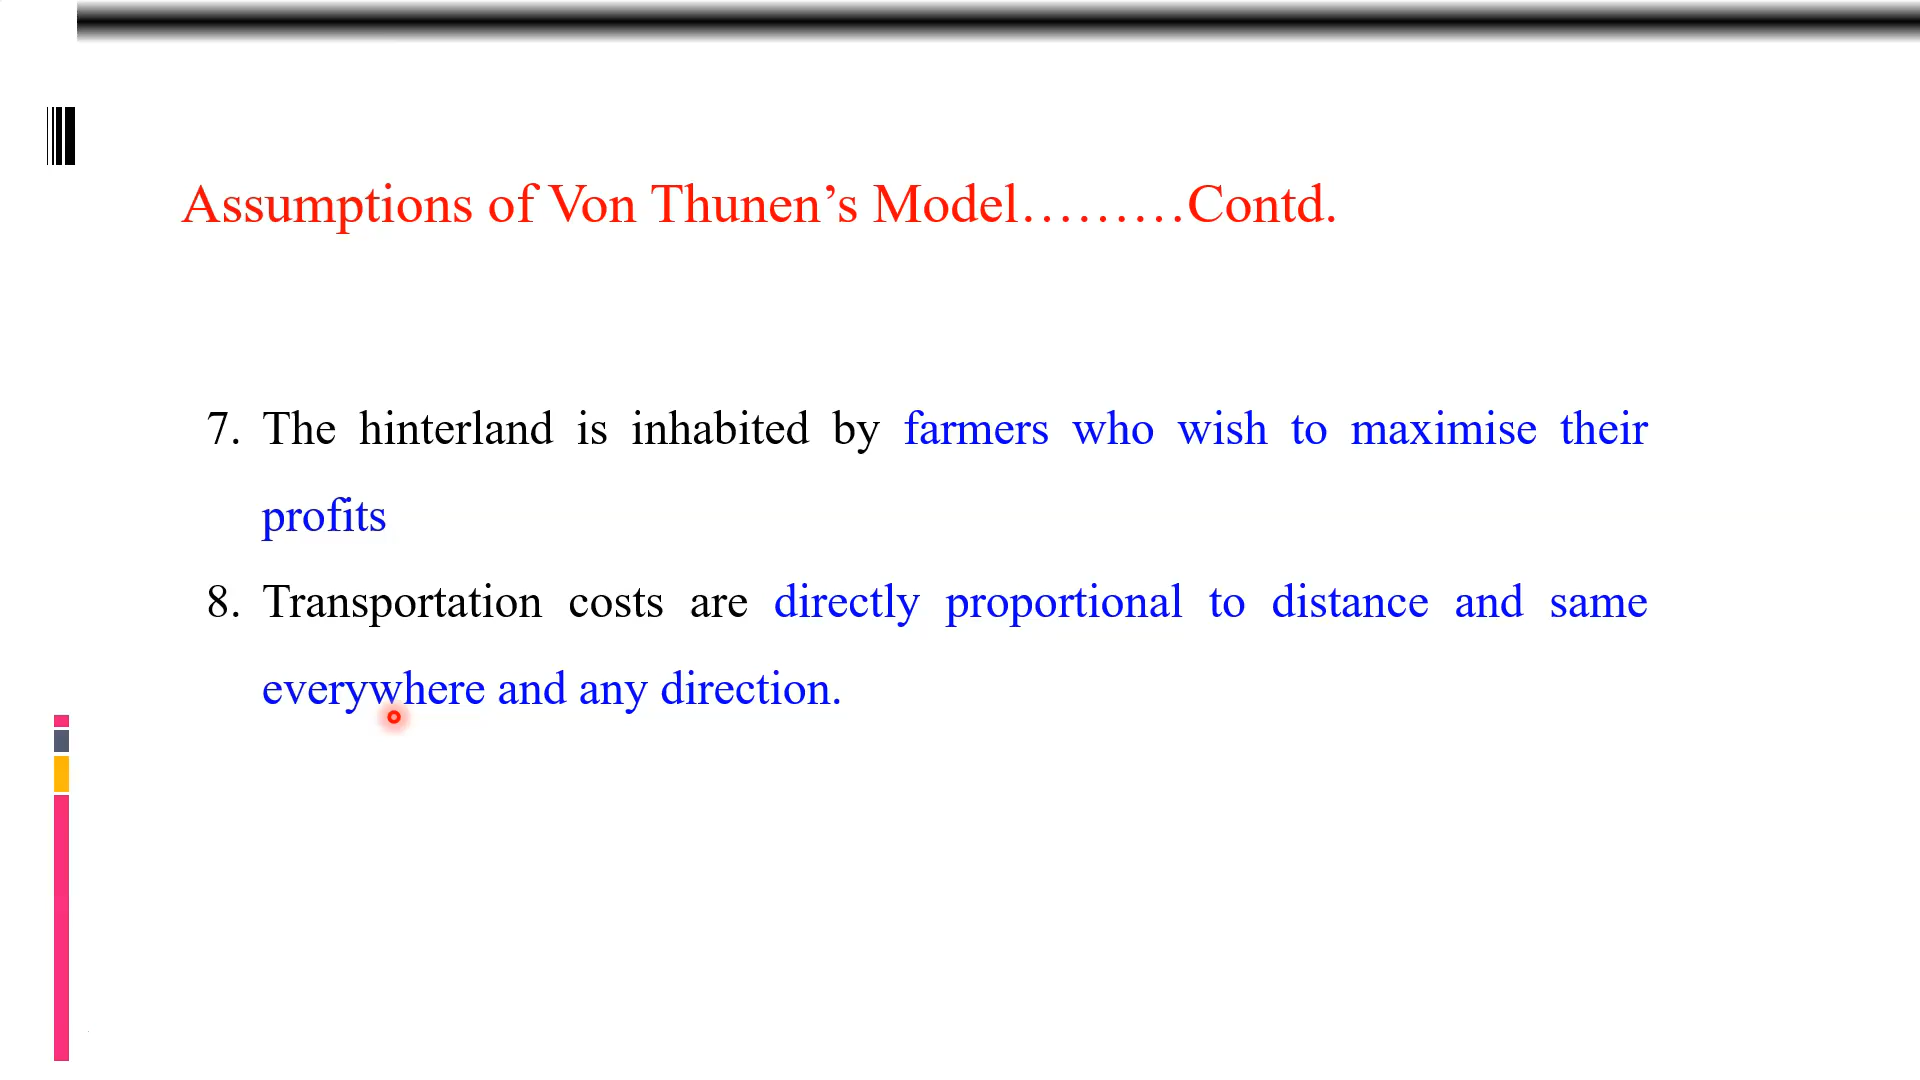 Assumptions of Von Thunen’s Model………Contd.
7. The hinterland is inhabited by farmers who wish to maximise their
profits
8. Transportation costs are directly proportional to distance and same
everywhere and any direction.